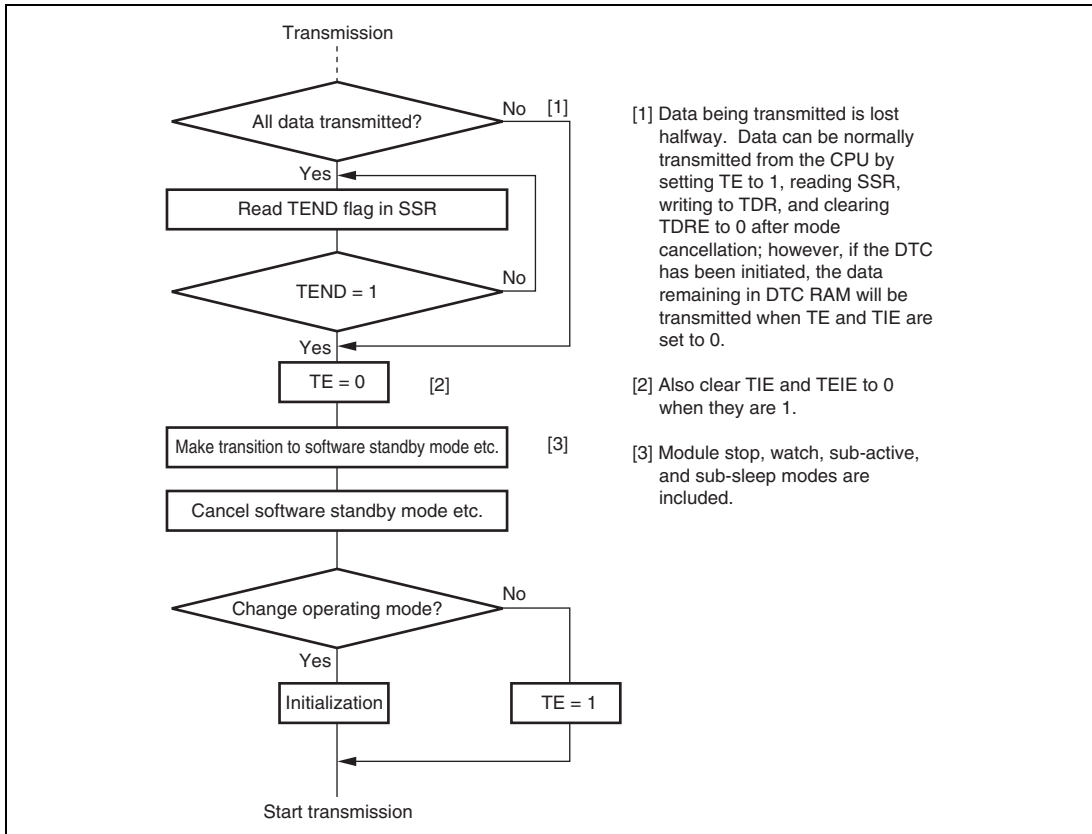 Transmission
All data transmitted?
No [1]
Yes
Read TEND flag in SSR
TEND = 1
No
Yes
TE = 0
[2]
Make transition to software standby mode etc.
[3]
Cancel software standby mode etc.
Change operating mode?
No
Yes
Initialization
TE = 1
Start transmission
[1] Data being transmitted is lost
halfway. Data can be normally
transmitted from the CPU by
setting TE to 1, reading SSR,
writing to TDR, and clearing
TDRE to 0 after mode
cancellation; however, if the DTC
has been initiated, the data
remaining in DTC RAM will be
transmitted when TE and TIE are
set to 0.
[2] Also clear TIE and TEIE to 0
when they are 1.
[3] Module stop, watch, sub-active,
and sub-sleep modes are
included.